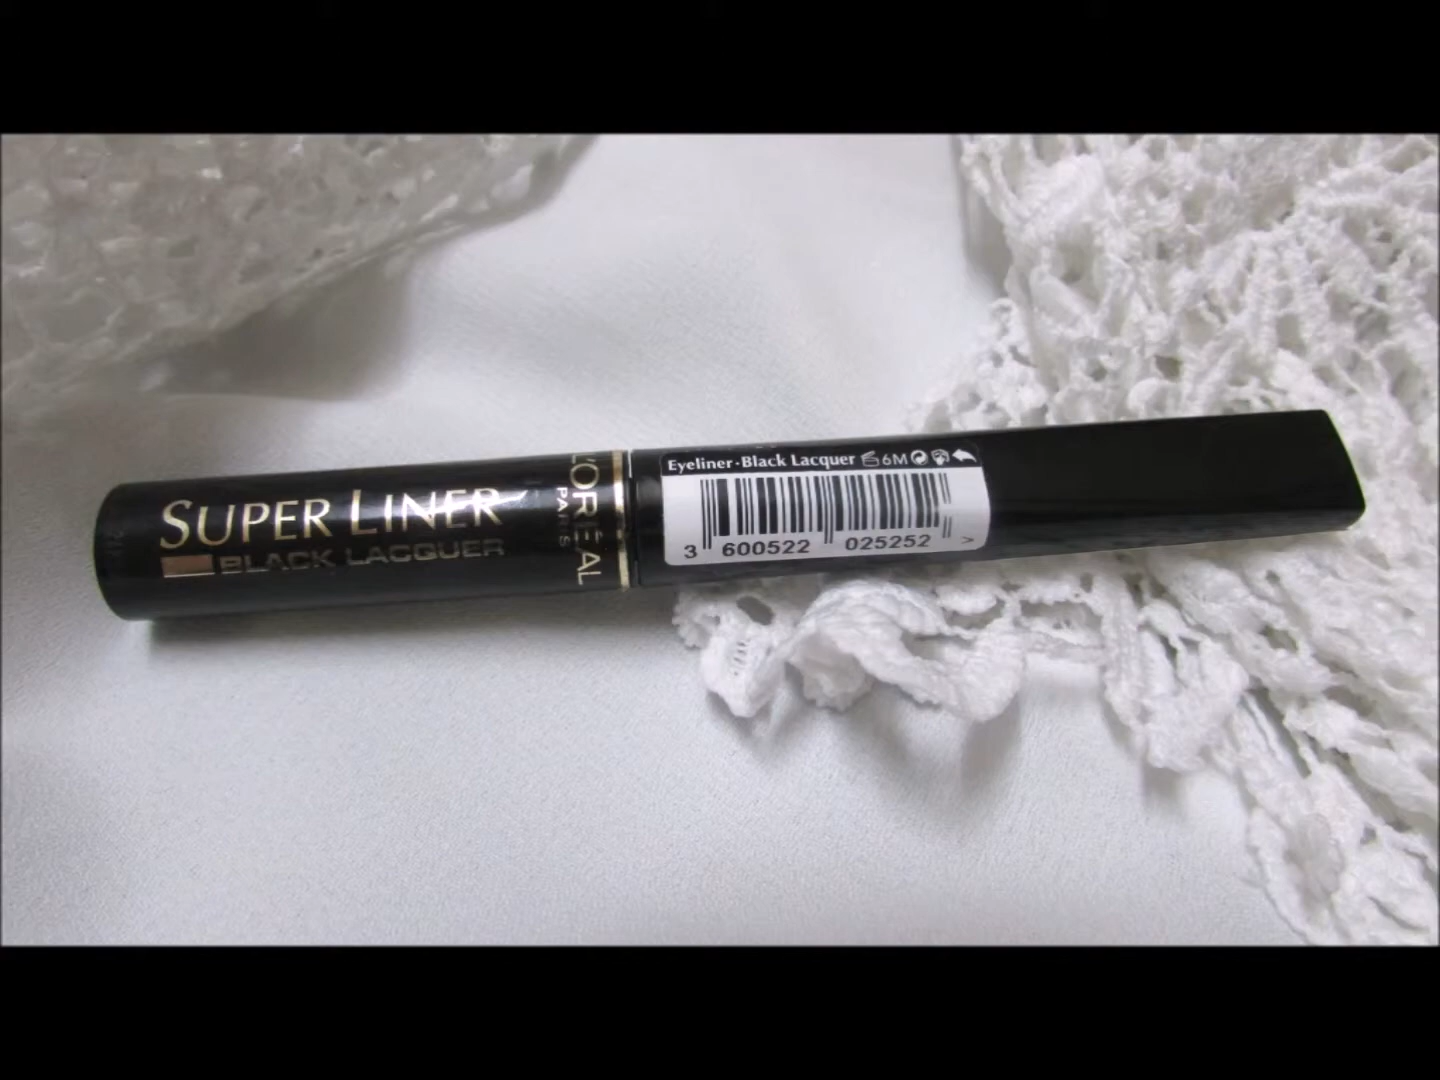 SUPER LINER
BLACK LACQUER
L'ORÉAL
PARIS
Eyeliner·Black Lacquer 6M
3 600522 025252 >